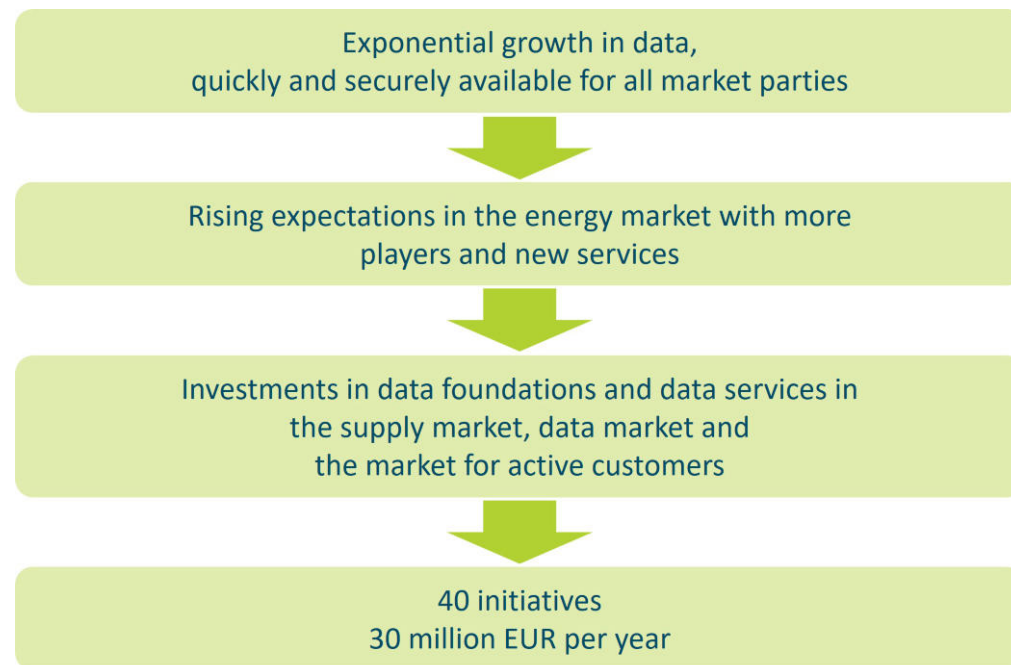 Exponential growth in data,
quickly and securely available for all market parties
Rising expectations in the energy market with more
players and new services
Investments in data foundations and data services in
the supply market, data market and
the market for active customers
40 initiatives
30 million EUR per year